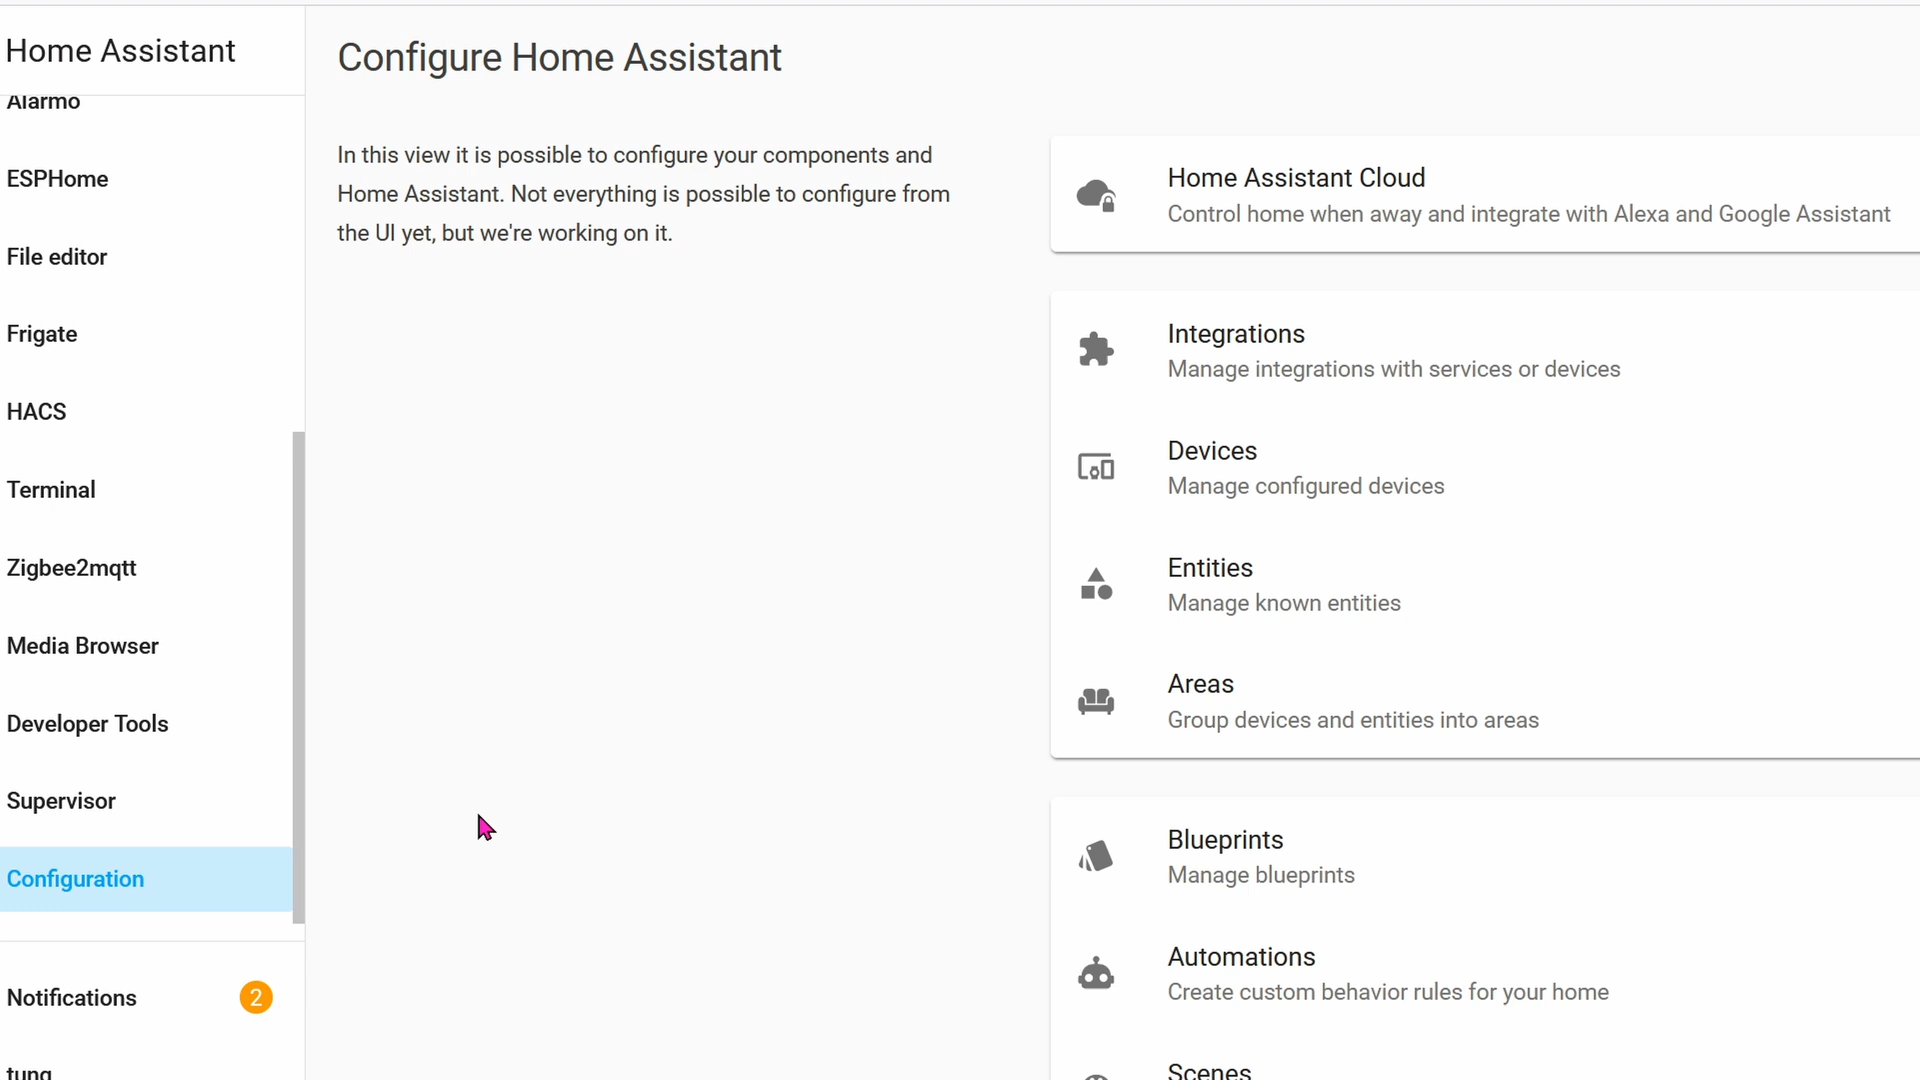 Home Assistant
Alarmo
ESPHome
File editor
Frigate
HACS
Terminal
Zigbee2mqtt
Media Browser
Developer Tools
Supervisor
Configuration
Notifications 2
tung
Configure Home Assistant
In this view it is possible to configure your components and
Home Assistant. Not everything is possible to configure from
the UI yet, but we're working on it.
Home Assistant Cloud
Control home when away and integrate with Alexa and Google Assistant
Integrations
Manage integrations with services or devices
Devices
Manage configured devices
Entities
Manage known entities
Areas
Group devices and entities into areas
Blueprints
Manage blueprints
Automations
Create custom behavior rules for your home
Scenes